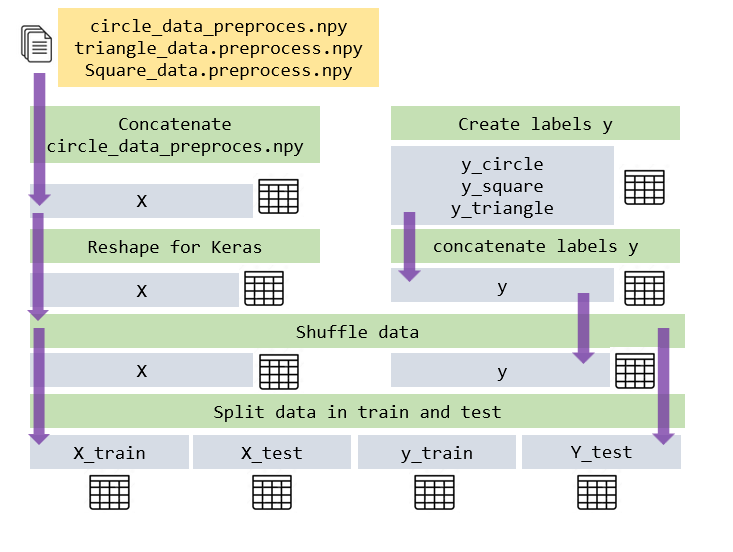 circle_data_preproces.npy
triangle_data.preprocess.npy
Square_data.preprocess.npy
Concatenate
circle_data_preproces.npy
Create labels y
y_circle
y_square
y_triangle
X
Reshape for Keras
concatenate labels y
X
y
Shuffle data
X
y
Split data in train and test
X_train
X_test
y_train
Y_test